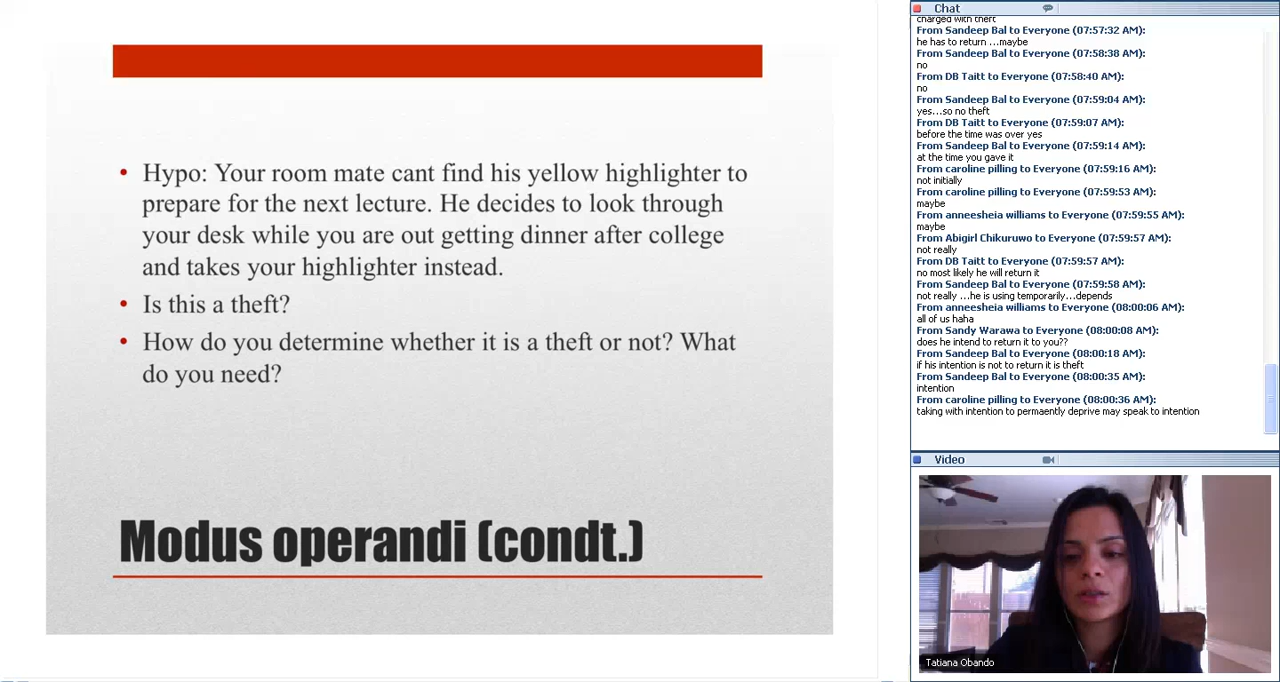 • Hypo: Your room mate cant find his yellow highlighter to
prepare for the next lecture. He decides to look through
your desk while you are out getting dinner after college
and takes your highlighter instead.
• Is this a theft?
• How do you determine whether it is a theft or not? What
do you need?
Modus operandi (condt.)
Chat
charged with theft
From Sandeep Bal to Everyone (07:57:32 AM):
he has to return ...maybe
From Sandeep Bal to Everyone (07:58:38 AM):
no
From DB Taitt to Everyone (07:58:40 AM):
no
From Sandeep Bal to Everyone (07:59:04 AM):
yes...so no theft
From DB Taitt to Everyone (07:59:07 AM):
before the time was over yes
From Sandeep Bal to Everyone (07:59:14 AM):
at the time you gave it
From caroline pilling to Everyone (07:59:16 AM):
not initially
From caroline pilling to Everyone (07:59:53 AM):
maybe
From anneesheia williams to Everyone (07:59:55 AM):
maybe
From Abigirl Chikuruwo to Everyone (07:59:57 AM):
not really
From DB Taitt to Everyone (07:59:57 AM):
no most likely he will return it
From Sandeep Bal to Everyone (07:59:58 AM):
not really ...he is using temporarily...depends
From anneesheia williams to Everyone (08:00:06 AM):
all of us haha
From Sandy Warawa to Everyone (08:00:08 AM):
does he intend to return it to you??
From Sandeep Bal to Everyone (08:00:18 AM):
if his intention is not to return it is theft
From Sandeep Bal to Everyone (08:00:35 AM):
intention
From caroline pilling to Everyone (08:00:36 AM):
taking with intention to permaently deprive may speak to intention
Video
Tatiana Obando